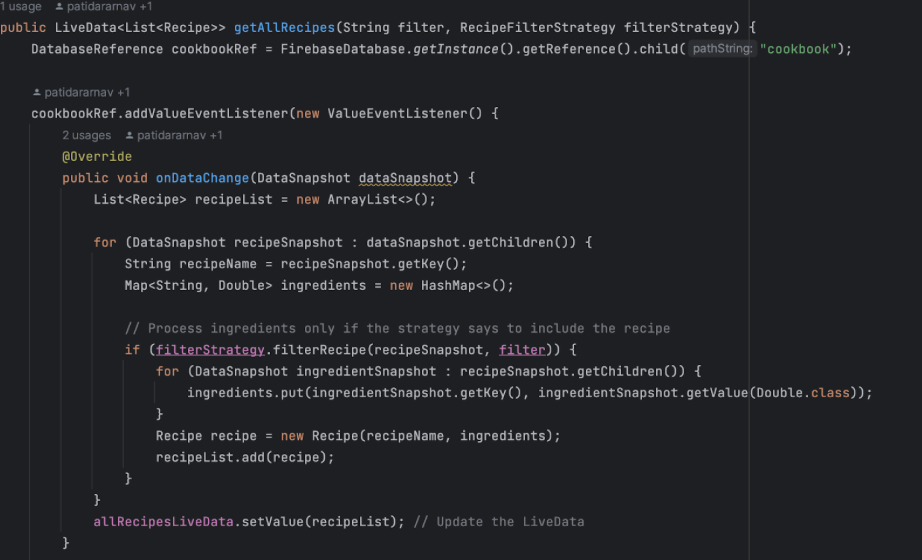 1 usage patidararnav +1
public LiveData<List<Recipe>> getAllRecipes(String filter, RecipeFilterStrategy filterStrategy) {
    DatabaseReference cookbookRef = FirebaseDatabase.getInstance().getReference().child( pathString: "cookbook");
    patidararnav +1
    cookbookRef.addValueEventListener(new ValueEventListener() {
        2 usages patidararnav +1
        @Override
        public void onDataChange(DataSnapshot dataSnapshot) {
            List<Recipe> recipeList = new ArrayList<>();
            for (DataSnapshot recipeSnapshot : dataSnapshot.getChildren()) {
                String recipeName = recipeSnapshot.getKey();
                Map<String, Double> ingredients = new HashMap<>();
                // Process ingredients only if the strategy says to include the recipe
                if (filterStrategy.filterRecipe(recipeSnapshot, filter)) {
                    for (DataSnapshot ingredientSnapshot : recipeSnapshot.getChildren()) {
                        ingredients.put(ingredientSnapshot.getKey(), ingredientSnapshot.getValue(Double.class));
                    }
                    Recipe recipe = new Recipe(recipeName, ingredients);
                    recipeList.add(recipe);
                }
            }
            allRecipesLiveData.setValue(recipeList); // Update the LiveData
        }